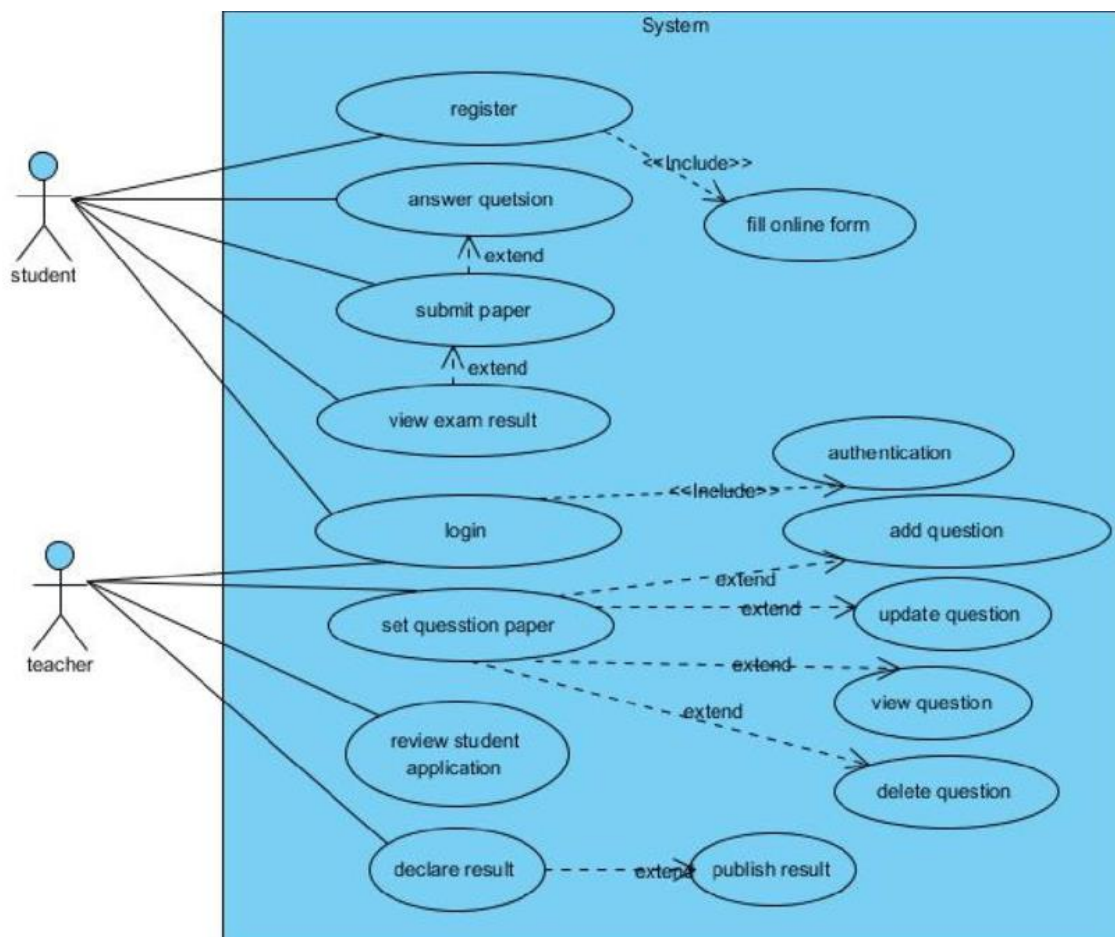 System
register
<<Include>>
answer quetsion
fill online form
extend
student
submit paper
extend
view exam result
authentication
<<Include>>
login
add question
extend
extend
update question
set quesstion paper
teacher
extend
view question
extend
review student
application
delete question
declare result
extend
publish result